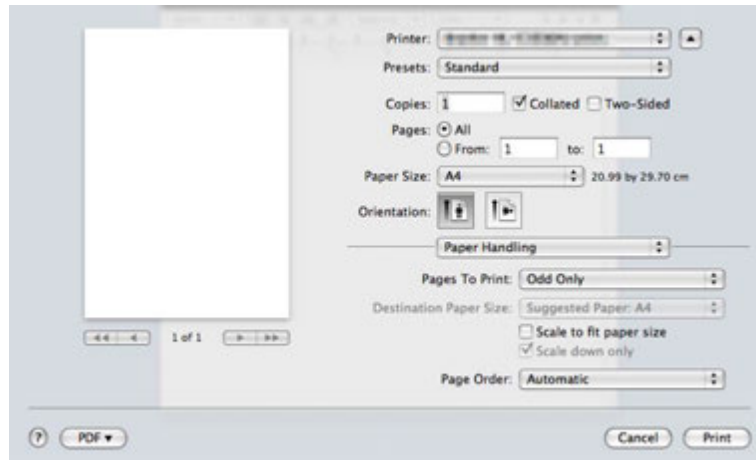 Printer:
Presets: Standard
Copies: 1 Collated Two-Sided
Pages: All
From: 1 to: 1
Paper Size: A4 20.99 by 29.70 cm
Orientation:
Paper Handling
Pages To Print: Odd Only
Destination Paper Size: Suggested Paper: A4
Scale to fit paper size
1 of 1
Scale down only
Page Order: Automatic
? PDF Cancel Print